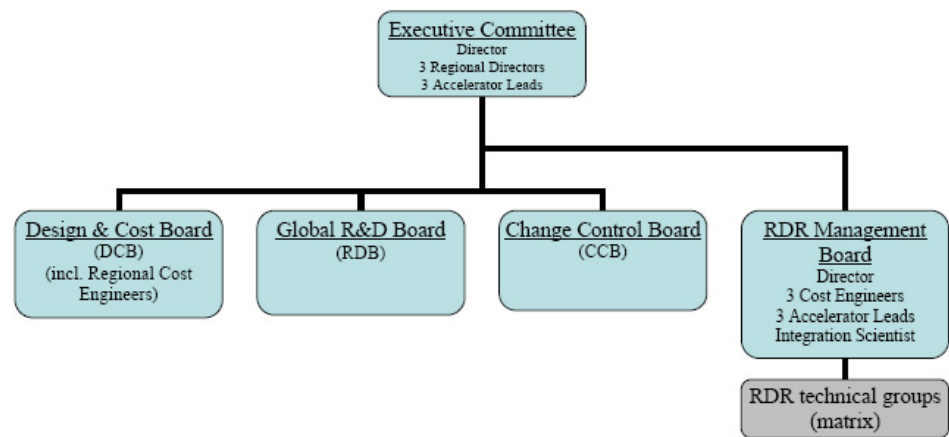 Executive Committee
Director
3 Regional Directors
3 Accelerator Leads
Design & Cost Board
(DCB)
(incl. Regional Cost
Engineers)
Global R&D Board
(RDB)
Change Control Board
(CCB)
RDR Management
Board
Director
3 Cost Engineers
3 Accelerator Leads
Integration Scientist
RDR technical groups
(matrix)